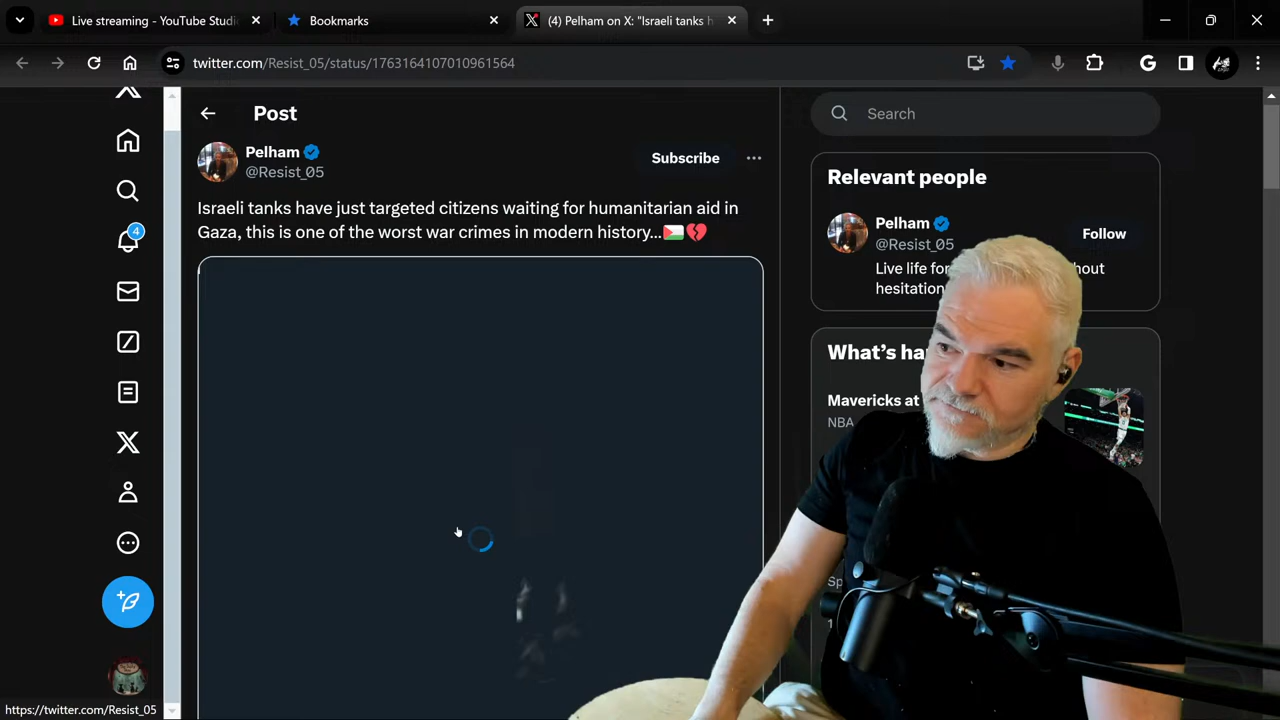 Live streaming - YouTube Studi
Bookmarks
(4) Pelham on X: "Israeli tanks h
twitter.com/Resist_05/status/1763164107010961564
Post
Pelham
@Resist_05
Subscribe
Israeli tanks have just targeted citizens waiting for humanitarian aid in
Gaza, this is one of the worst war crimes in modern history...🇵🇸💔
4
Search
Relevant people
Pelham
@Resist_05
Follow
Live life for
hout
hesitation
What's ha
Mavericks at
NBA
Sp
1
https://twitter.com/Resist_05